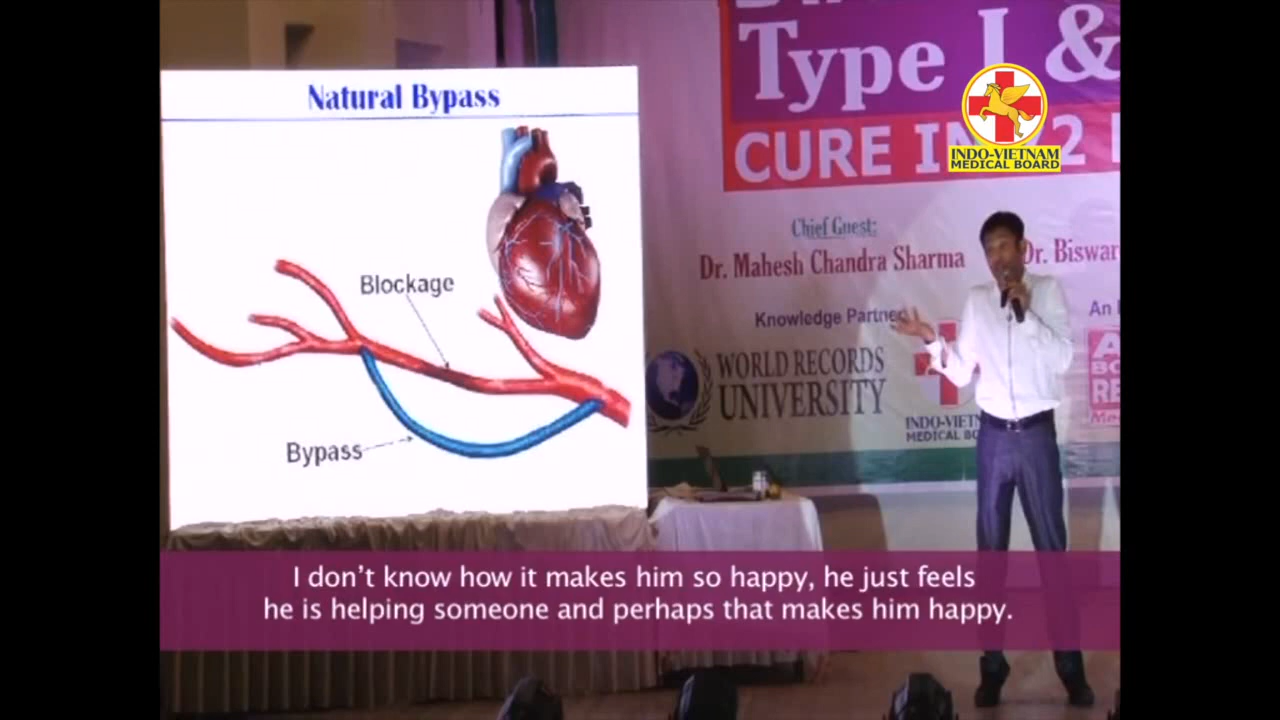 Natural Bypass
Blockage
Bypass
Type I &
CURE IN 72
INDO-VIETNAM
MEDICAL BOARD
Chief Guest:
Dr. Mahesh Chandra Sharma
Dr. Biswar
Knowledge Partner
An
WORLD RECORDS
UNIVERSITY
INDO-VIETN
MEDICAL BO
I don't know how it makes him so happy, he just feels
he is helping someone and perhaps that makes him happy.